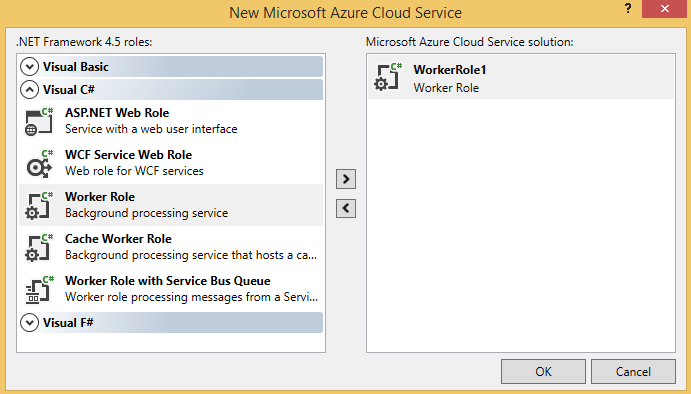 New Microsoft Azure Cloud Service
? x
.NET Framework 4.5 roles:
Visual Basic
Visual C#
C#
ASP.NET Web Role
Service with a web user interface
C#
WCF Service Web Role
Web role for WCF services
C#
Worker Role
Background processing service
C#
Cache Worker Role
Background processing service that hosts a ca...
C#
Worker Role with Service Bus Queue
Worker role processing messages from a Servi...
Visual F#
>
<
Microsoft Azure Cloud Service solution:
C#
WorkerRole1
Worker Role
OK
Cancel